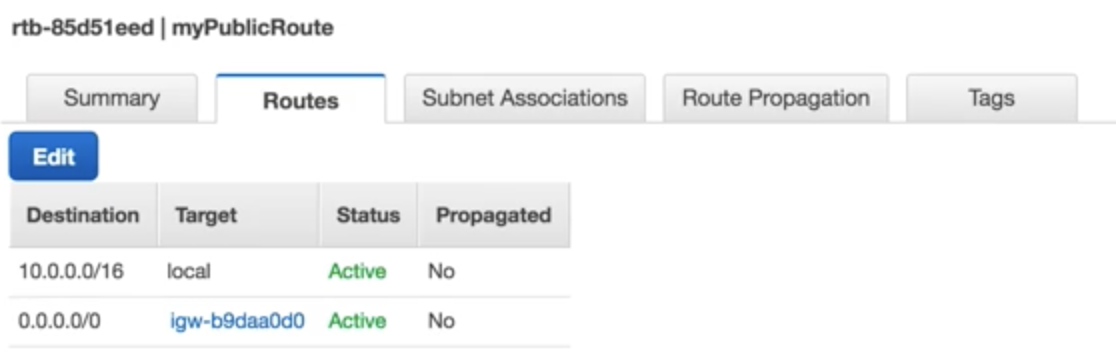 rtb-85d51eed | myPublicRoute
Summary Routes Subnet Associations Route Propagation Tags
Edit
Destination Target Status Propagated
10.0.0.0/16 local Active No
0.0.0.0/0 igw-b9daa0d0 Active No